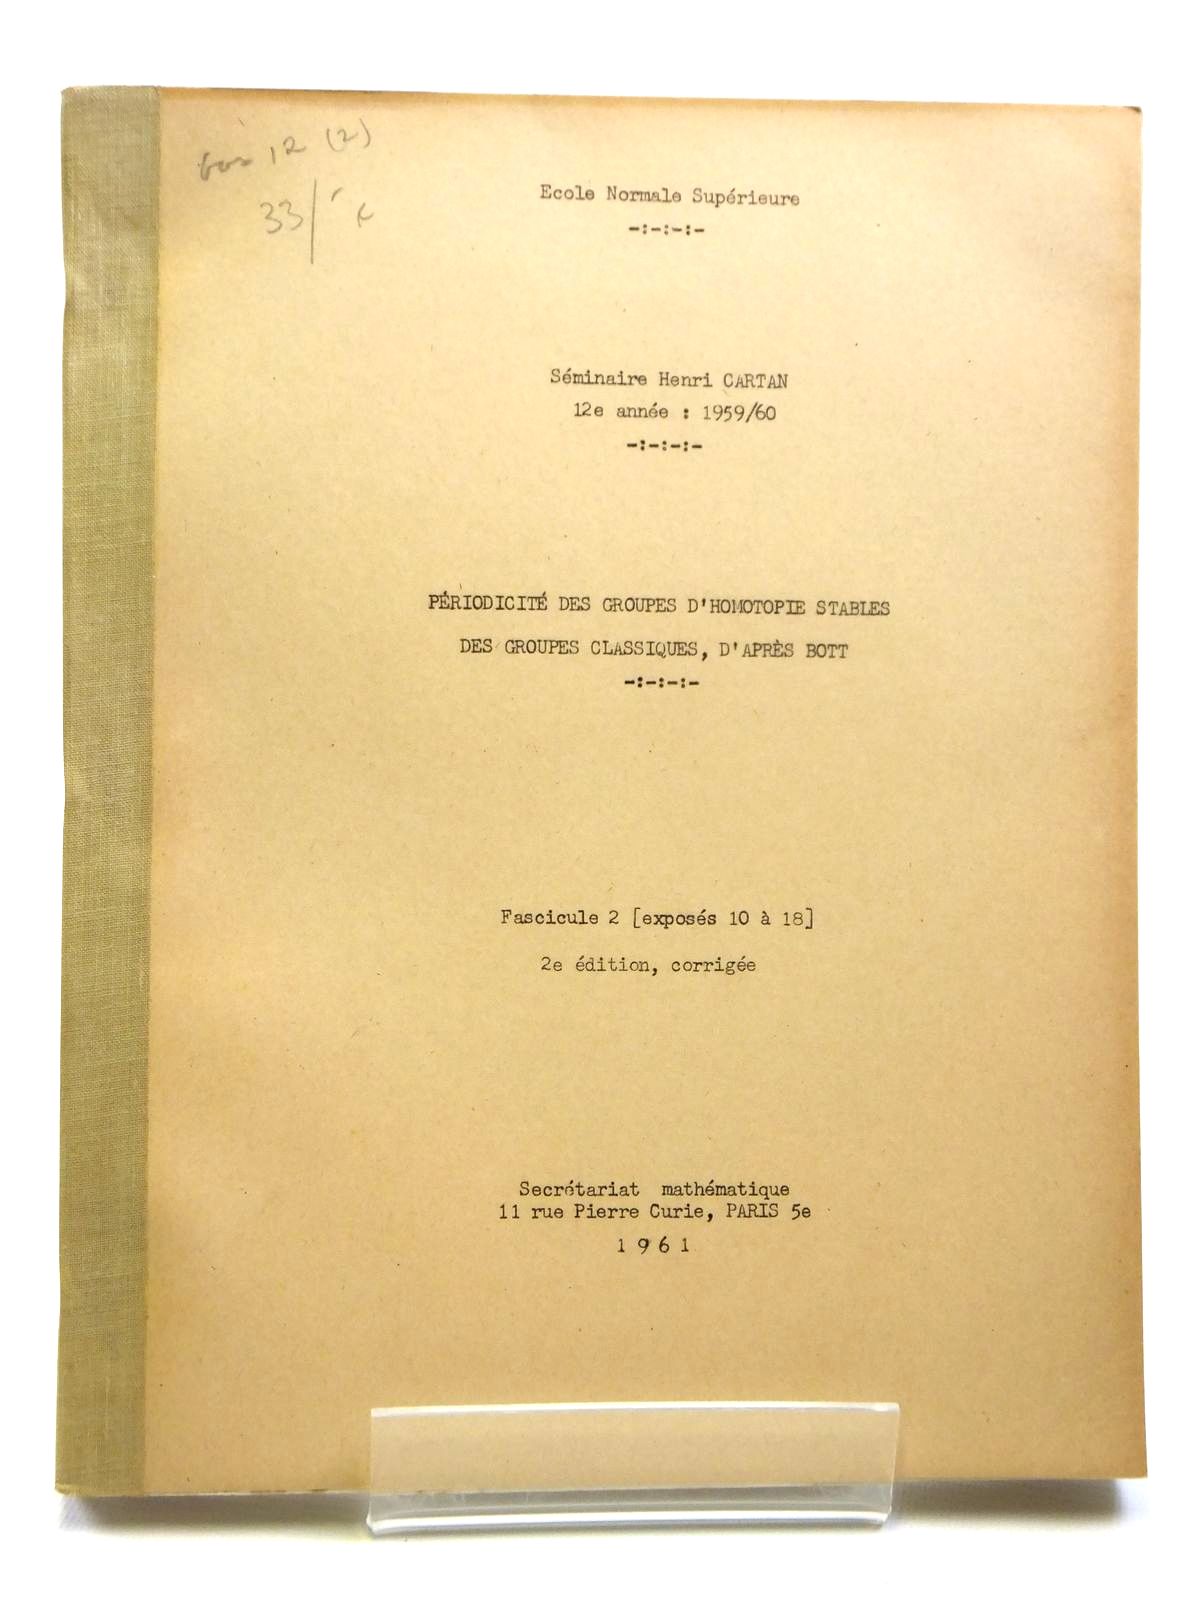 12 (2)
33/
Ecole Normale Supérieure
-:-:-:-
Séminaire Henri CARTAN
12e année : 1959/60
-:-:-:-
PÉRIODICITÉ DES GROUPES D'HOMOTOPIE STABLES
DES GROUPES CLASSIQUES, D'APRÈS BOTT
-:-:-:-
Fascicule 2 [exposés 10 à 18]
2e édition, corrigée
Secrétariat mathématique
11 rue Pierre Curie, PARIS 5e
1961